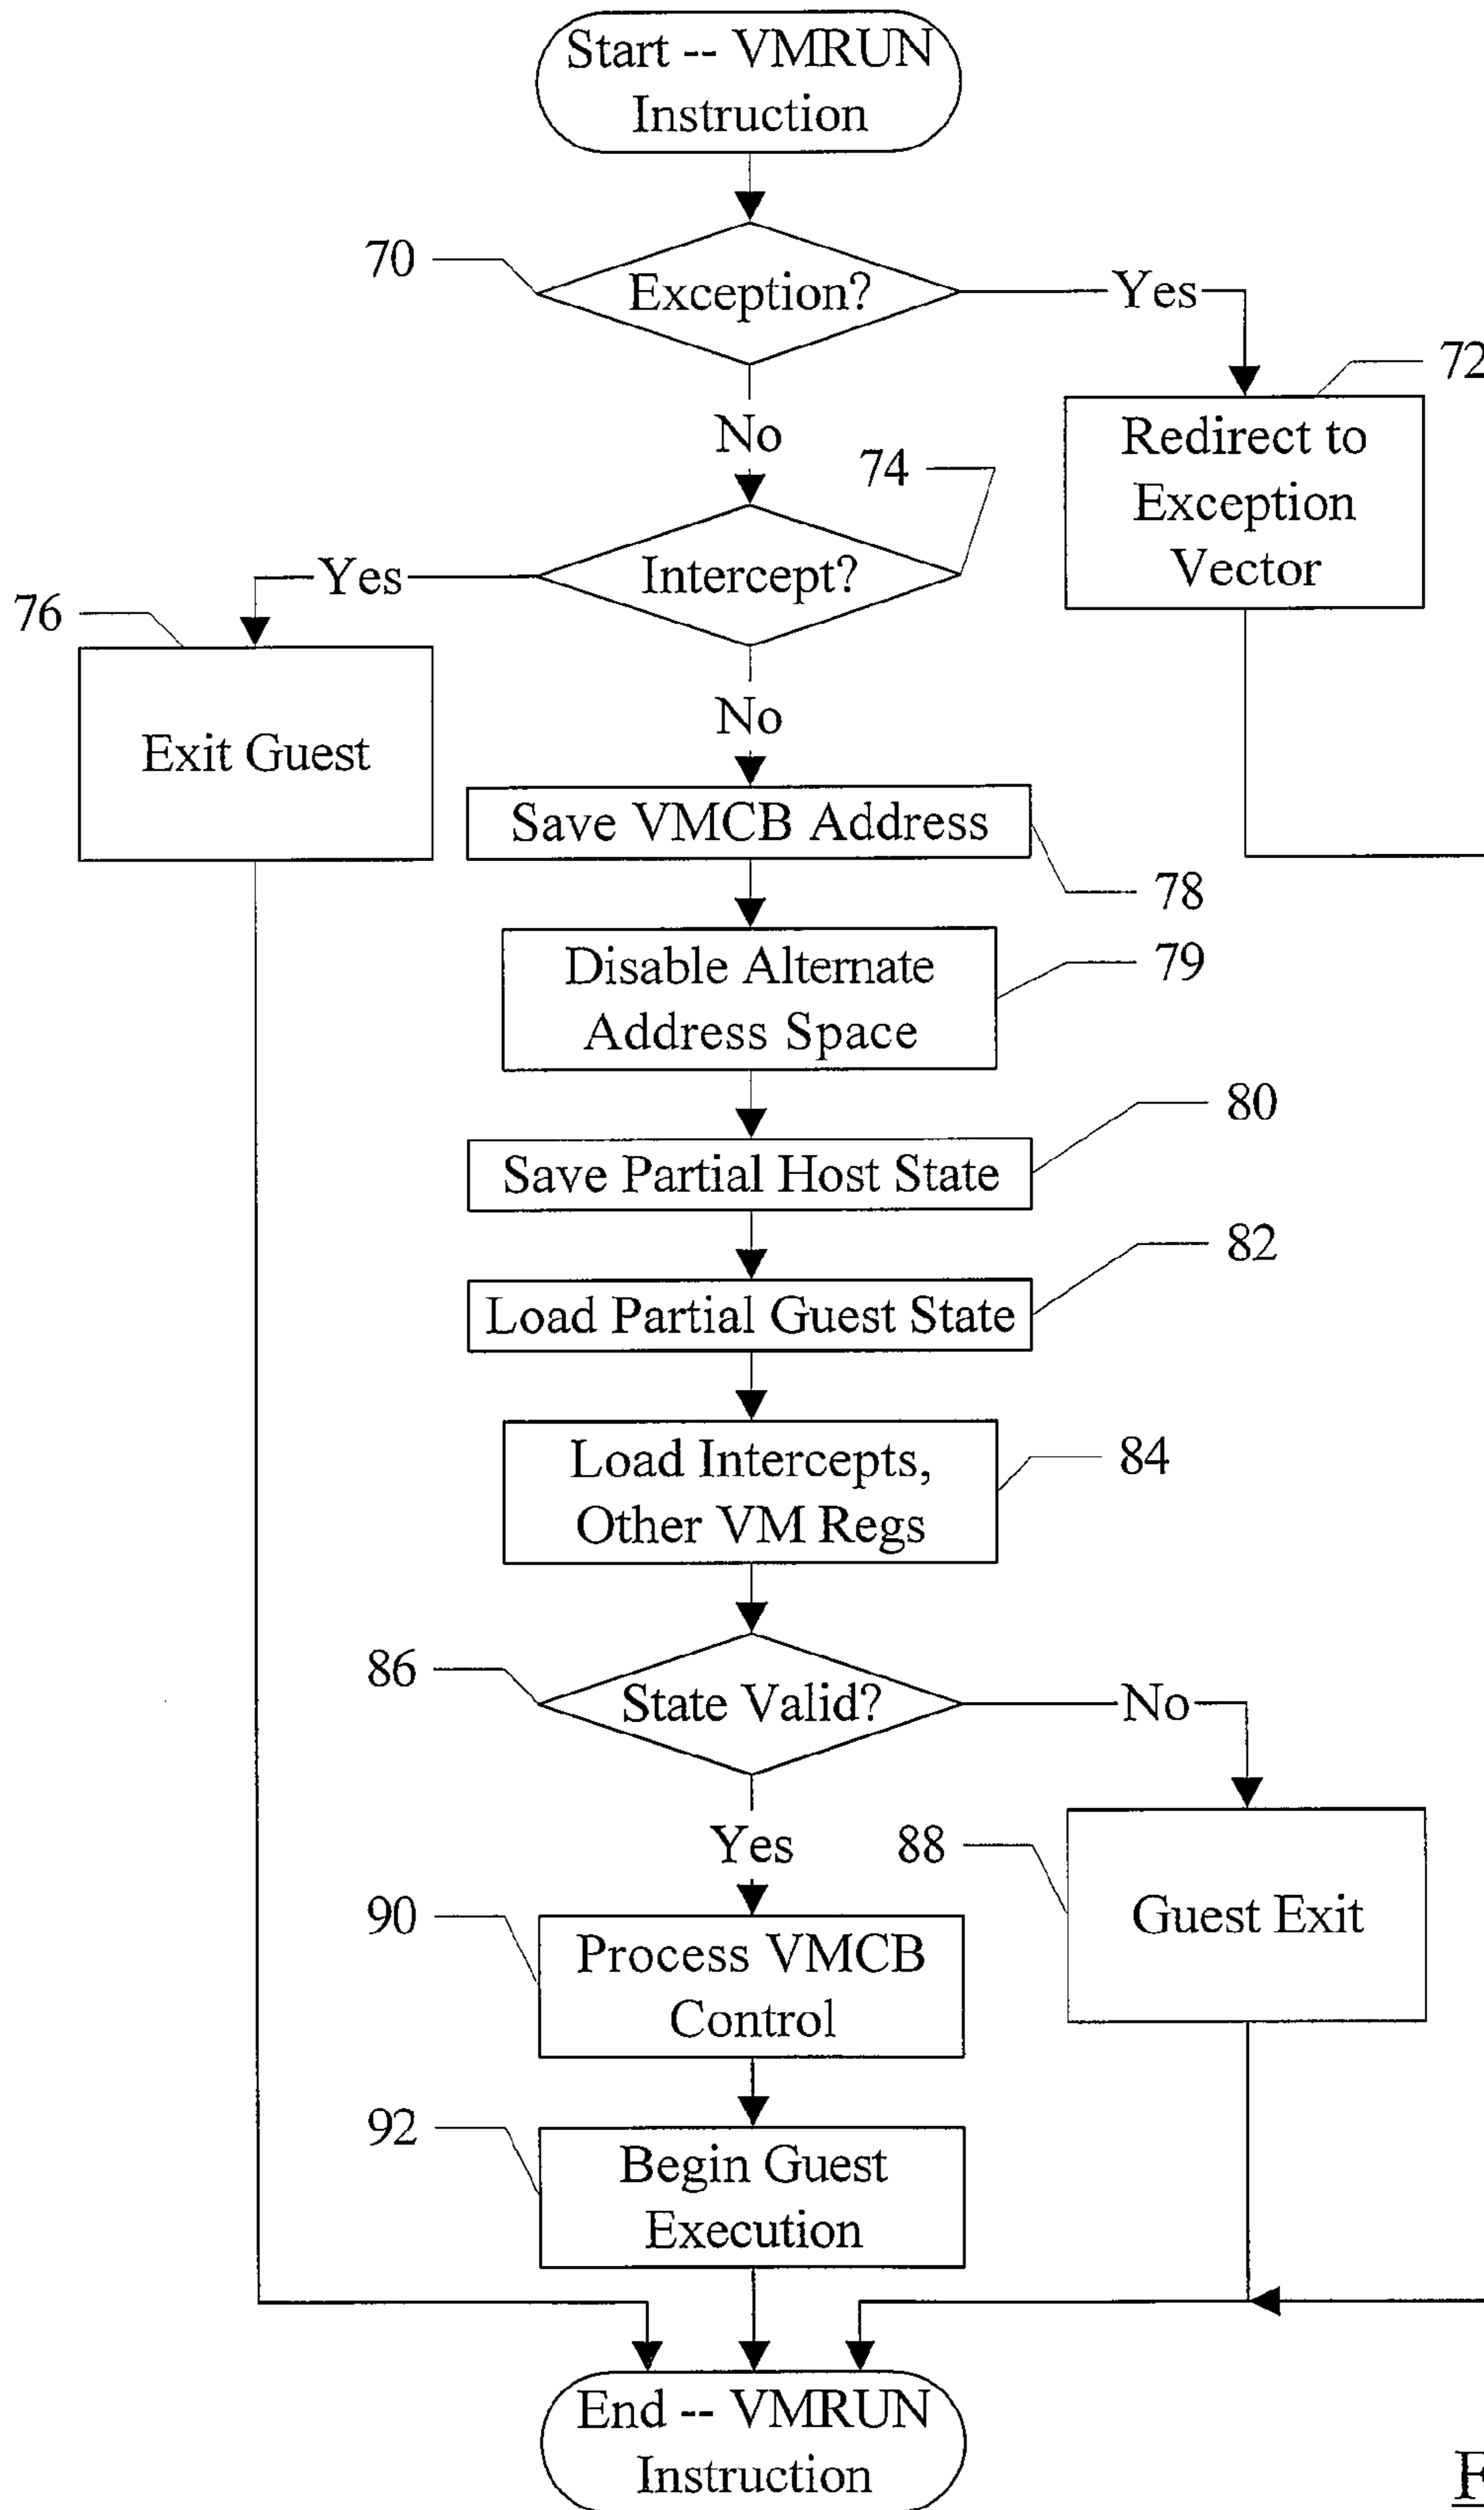 Start -- VMRUN
Instruction
70
Exception?
Yes
72
Redirect to
Exception
Vector
No
74
Intercept?
Yes
76
Exit Guest
No
Save VMCB Address
78
Disable Alternate
Address Space
79
80
Save Partial Host State
82
Load Partial Guest State
Load Intercepts,
Other VM Regs
84
86
State Valid?
No
Yes
88
Guest Exit
90
Process VMCB
Control
92
Begin Guest
Execution
End -- VMRUN
Instruction